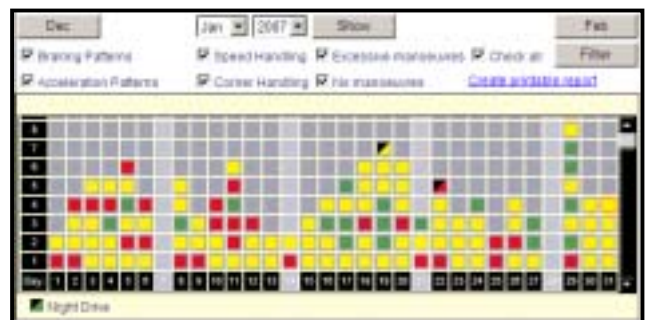 Dec Jan 2007 Show Feb
Braking Patterns Speed Handling Excessive manoeuvres Check all Filter
Acceleration Patterns Corner Handling No manoeuvres Create printable report
8
7
6
5
4
3
2
1
Day 1 2 3 4 5 6 8 9 10 11 12 13 15 16 17 18 19 20 22 23 24 25 26 27 29 30 31
Night Drive